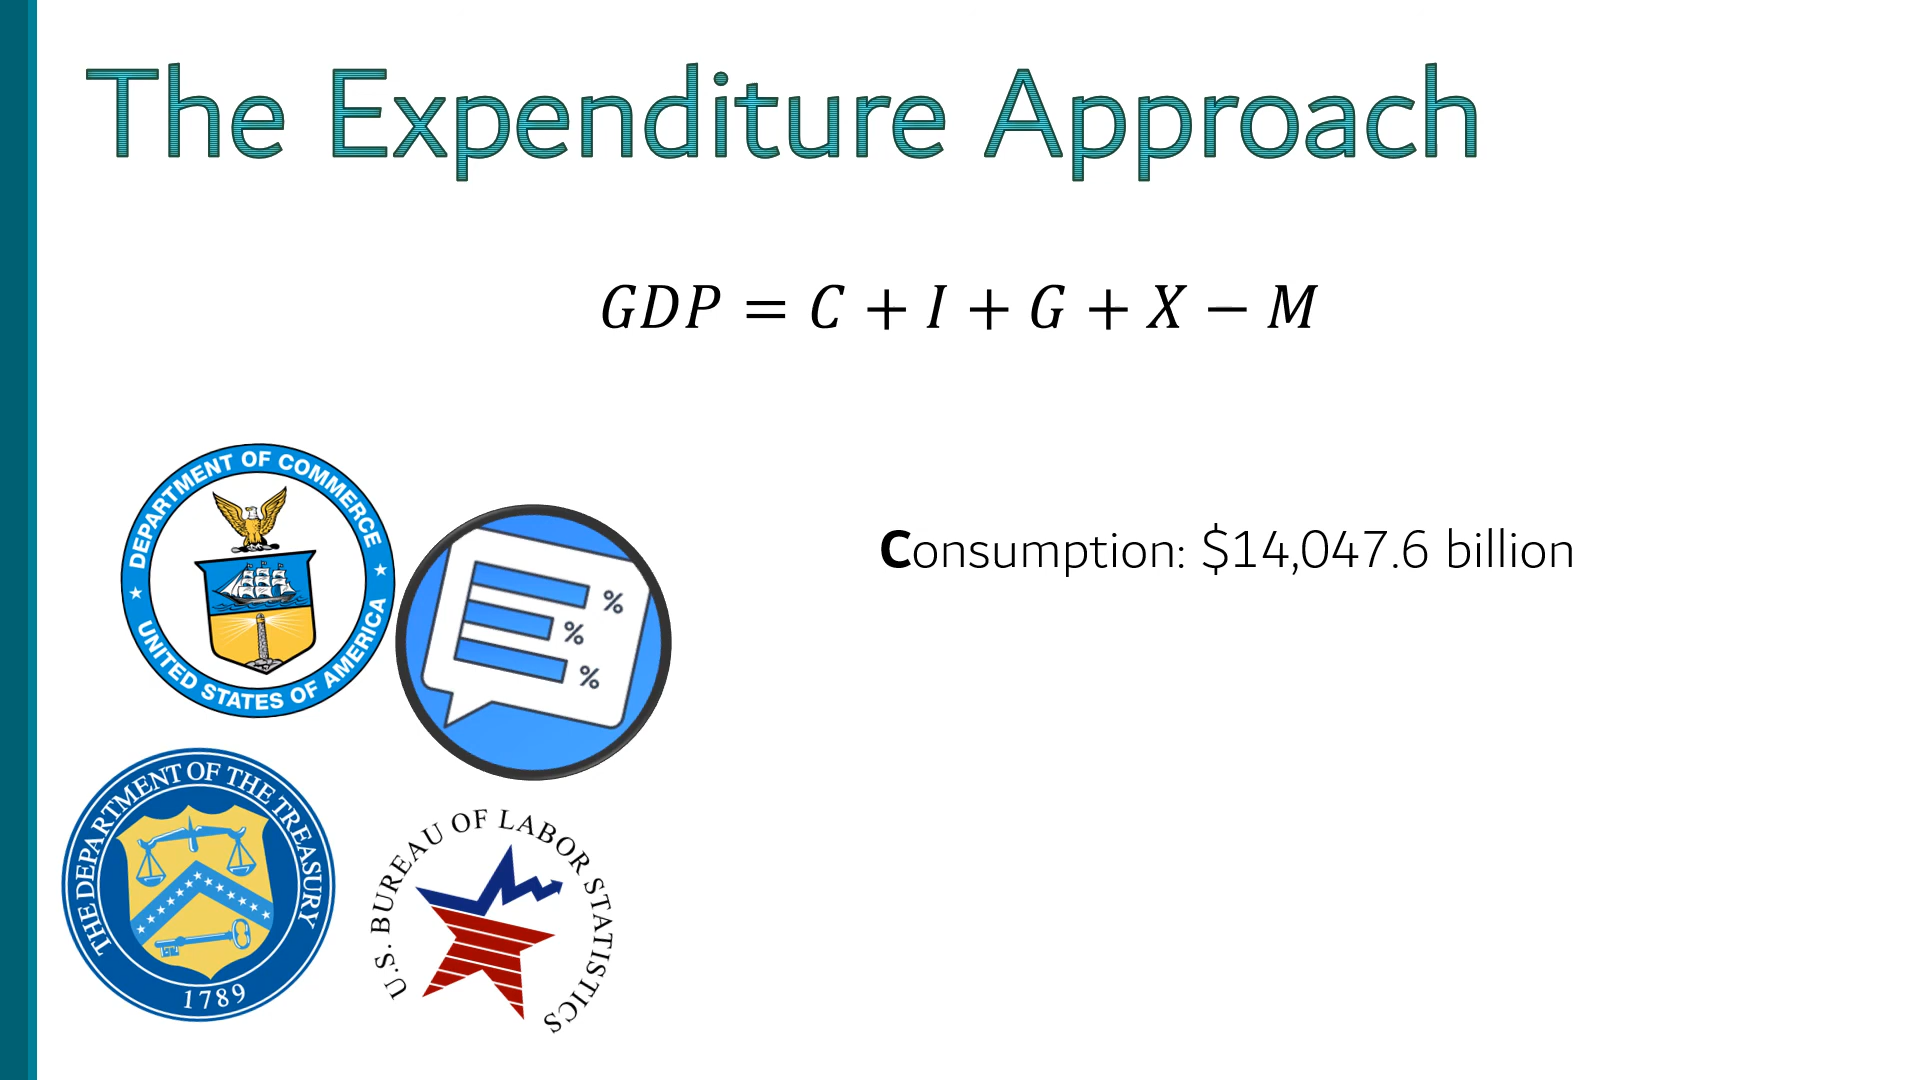 The Expenditure Approach
GDP = C + I + G + X − M
DEPARTMENT OF COMMERCE
★ UNITED STATES OF AMERICA ★
%
%
%
Consumption: $14,047.6 billion
THE DEPARTMENT OF THE TREASURY
1789
U.S. BUREAU OF LABOR STATISTICS